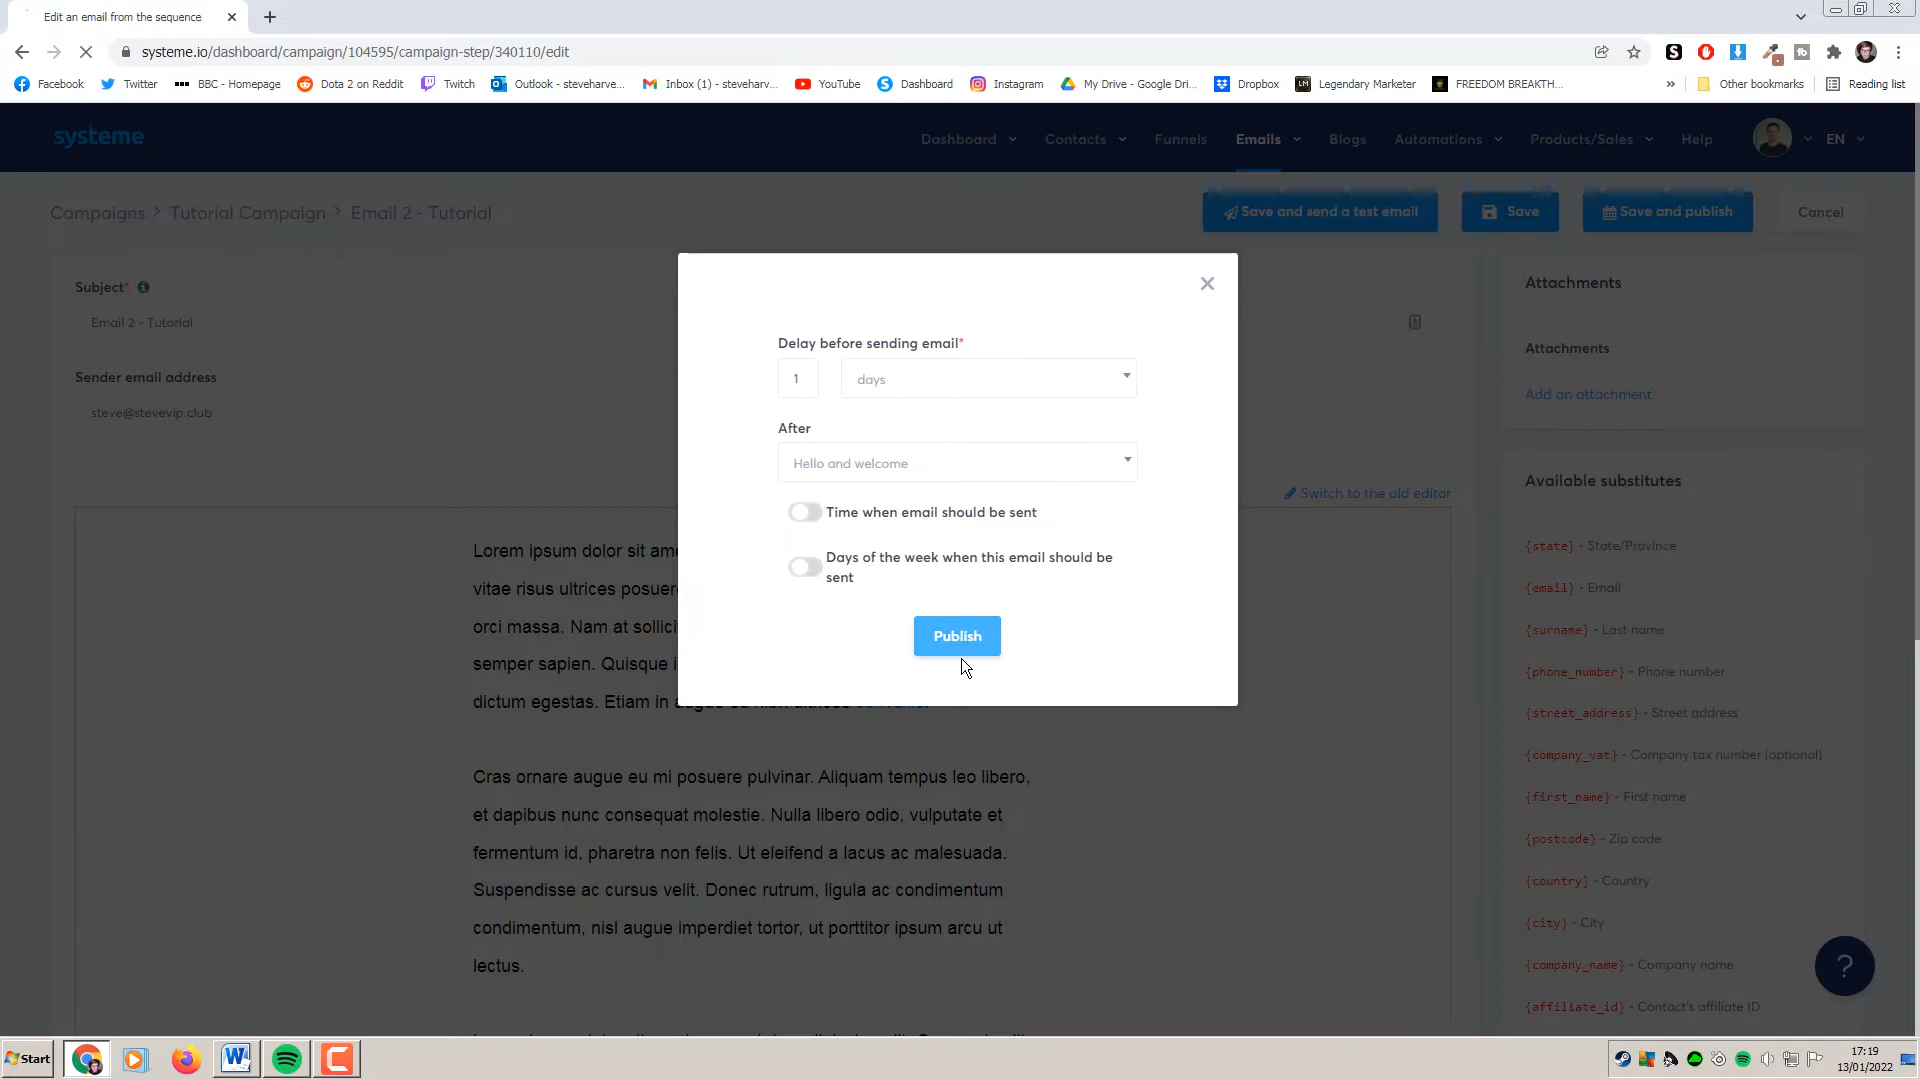 Edit an email from the sequence
systeme.io/dashboard/campaign/104595/campaign-step/340110/edit
Facebook
Twitter
BBC - Homepage
Dota 2 on Reddit
Twitch
Outlook - steveharve...
Inbox (1) - steveharv...
YouTube
Dashboard
Instagram
My Drive - Google Dri...
Dropbox
Legendary Marketer
FREEDOM BREAKTH...
Other bookmarks
Reading list
systeme
Dashboard
Contacts
Funnels
Emails
Blogs
Automations
Products/Sales
Help
EN
Campaigns > Tutorial Campaign > Email 2 - Tutorial
Save and send a test email
Save
Save and publish
Cancel
Subject*
Email 2 - Tutorial
Sender email address
steve@stevevip.club
Switch to the old editor
Delay before sending email*
1
days
After
Hello and welcome
Time when email should be sent
Days of the week when this email should be
sent
Publish
Lorem ipsum dolor sit ame
vitae risus ultrices posuere
orci massa. Nam at sollici
semper sapien. Quisque i
dictum egestas. Etiam in
Cras ornare augue eu mi posuere pulvinar. Aliquam tempus leo libero,
et dapibus nunc consequat molestie. Nulla libero odio, vulputate et
fermentum id, pharetra non felis. Ut eleifend a lacus ac malesuada.
Suspendisse ac cursus velit. Donec rutrum, ligula ac condimentum
condimentum, nisl augue imperdiet tortor, ut porttitor ipsum arcu ut
lectus.
Attachments
Attachments
Add an attachment
Available substitutes
{state} - State/Province
{email} - Email
{surname} - Last name
{phone_number} - Phone number
{street_address} - Street address
{company_vat} - Company tax number (optional)
{first_name} - First name
{postcode} - Zip code
{country} - Country
{city} - City
{company_name} - Company name
{affiliate_id} - Contact's affiliate ID
?
Start
17:19
13/01/2022